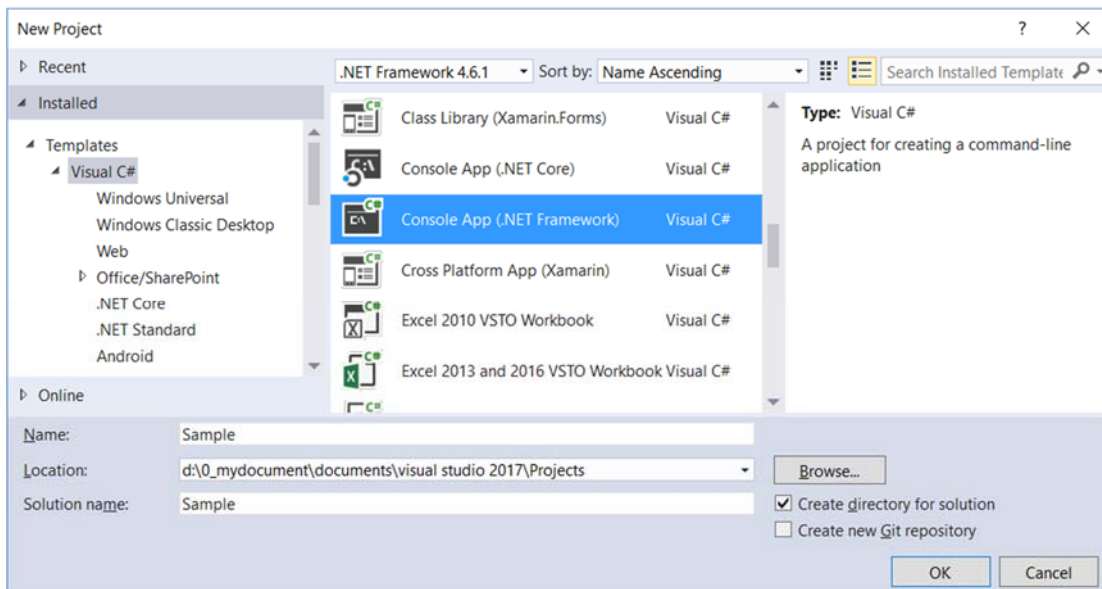 New Project ?
Recent
Installed
Templates
Visual C#
Windows Universal
Windows Classic Desktop
Web
Office/SharePoint
.NET Core
.NET Standard
Android
Online
.NET Framework 4.6.1 Sort by: Name Ascending Search Installed Template
Class Library (Xamarin.Forms) Visual C#
Console App (.NET Core) Visual C#
Console App (.NET Framework) Visual C#
Cross Platform App (Xamarin) Visual C#
Excel 2010 VSTO Workbook Visual C#
Excel 2013 and 2016 VSTO Workbook Visual C#
Type: Visual C#
A project for creating a command-line
application
Name: Sample
Location: d:\0_mydocument\documents\visual studio 2017\Projects Browse...
Solution name: Sample Create directory for solution
Create new Git repository
OK Cancel